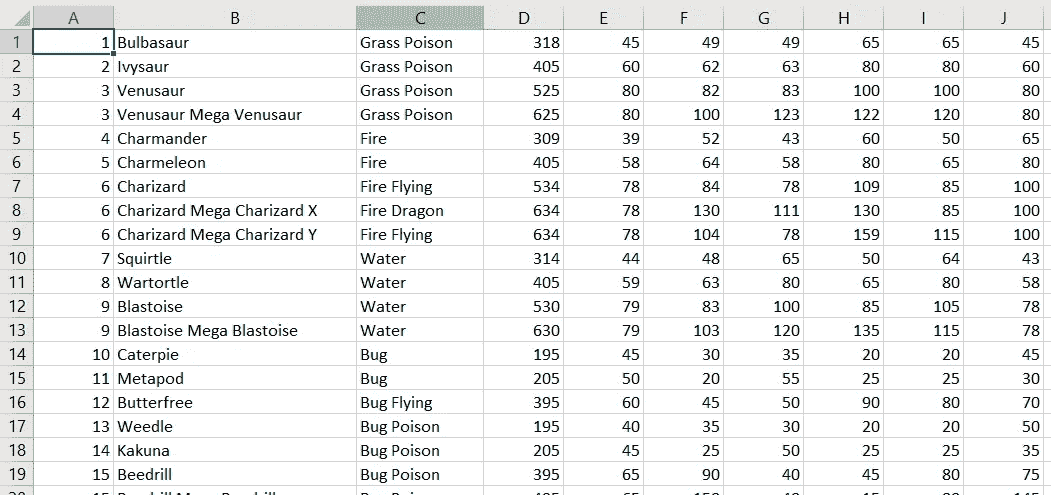 A B C D E F G H I J
1 1 Bulbasaur Grass Poison 318 45 49 49 65 65 45
2 2 Ivysaur Grass Poison 405 60 62 63 80 80 60
3 3 Venusaur Grass Poison 525 80 82 83 100 100 80
4 3 Venusaur Mega Venusaur Grass Poison 625 80 100 123 122 120 80
5 4 Charmander Fire 309 39 52 43 60 50 65
6 5 Charmeleon Fire 405 58 64 58 80 65 80
7 6 Charizard Fire Flying 534 78 84 78 109 85 100
8 6 Charizard Mega Charizard X Fire Dragon 634 78 130 111 130 85 100
9 6 Charizard Mega Charizard Y Fire Flying 634 78 104 78 159 115 100
10 7 Squirtle Water 314 44 48 65 50 64 43
11 8 Wartortle Water 405 59 63 80 65 80 58
12 9 Blastoise Water 530 79 83 100 85 105 78
13 9 Blastoise Mega Blastoise Water 630 79 103 120 135 115 78
14 10 Caterpie Bug 195 45 30 35 20 20 45
15 11 Metapod Bug 205 50 20 55 25 25 30
16 12 Butterfree Bug Flying 395 60 45 50 90 80 70
17 13 Weedle Bug Poison 195 40 35 30 20 20 50
18 14 Kakuna Bug Poison 205 45 25 50 25 25 35
19 15 Beedrill Bug Poison 395 65 90 40 45 80 75